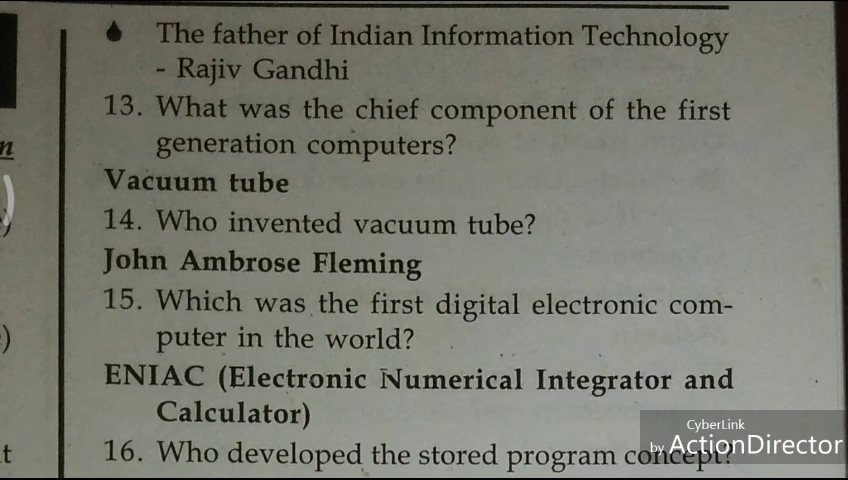 The father of Indian Information Technology
- Rajiv Gandhi
13. What was the chief component of the first
generation computers?
Vacuum tube
14. Who invented vacuum tube?
John Ambrose Fleming
15. Which was the first digital electronic com-
puter in the world?
ENIAC (Electronic Numerical Integrator and
Calculator)
16. Who developed the stored program concept?
CyberLink
by ActionDirector
n
)
t